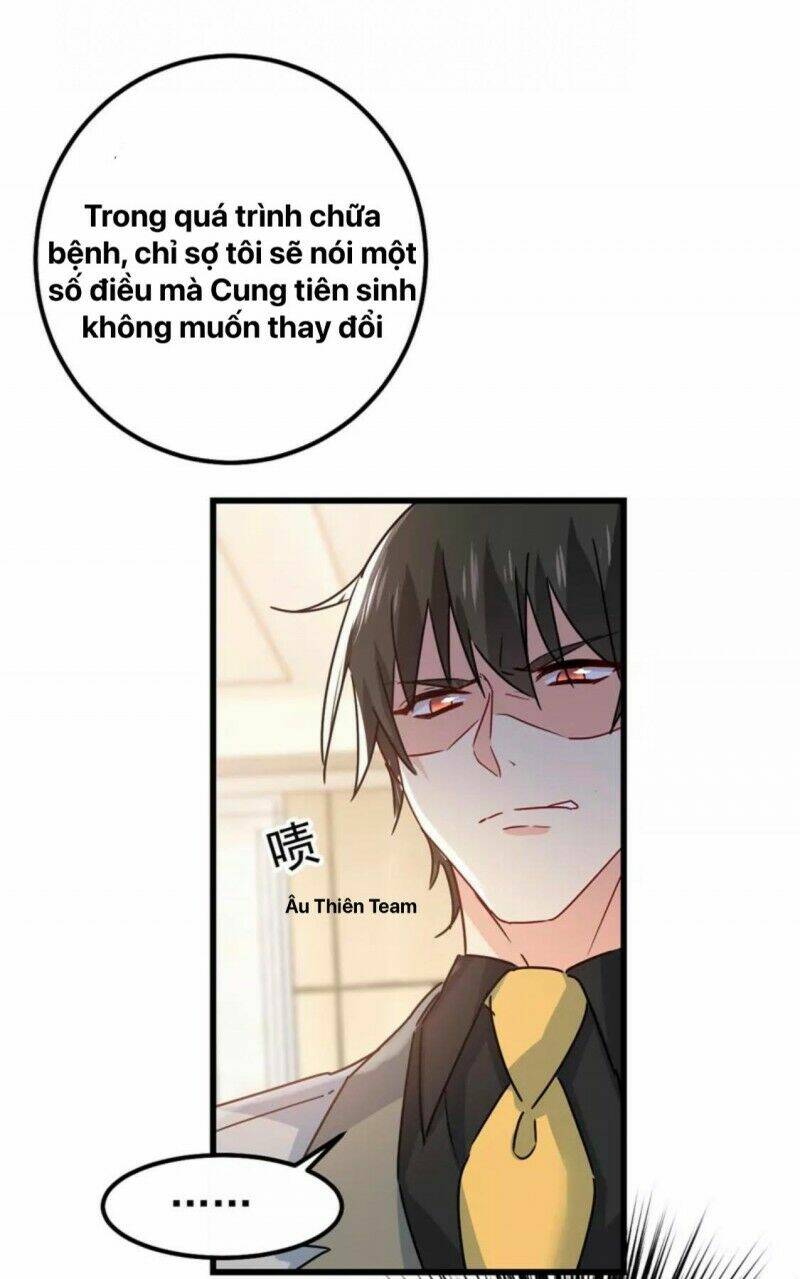 Trong quá trình chữa
bệnh, chỉ sợ tôi sẽ nói một
số điều mà Cung tiên sinh
không muốn thay đổi
啧
Âu Thiên Team
......